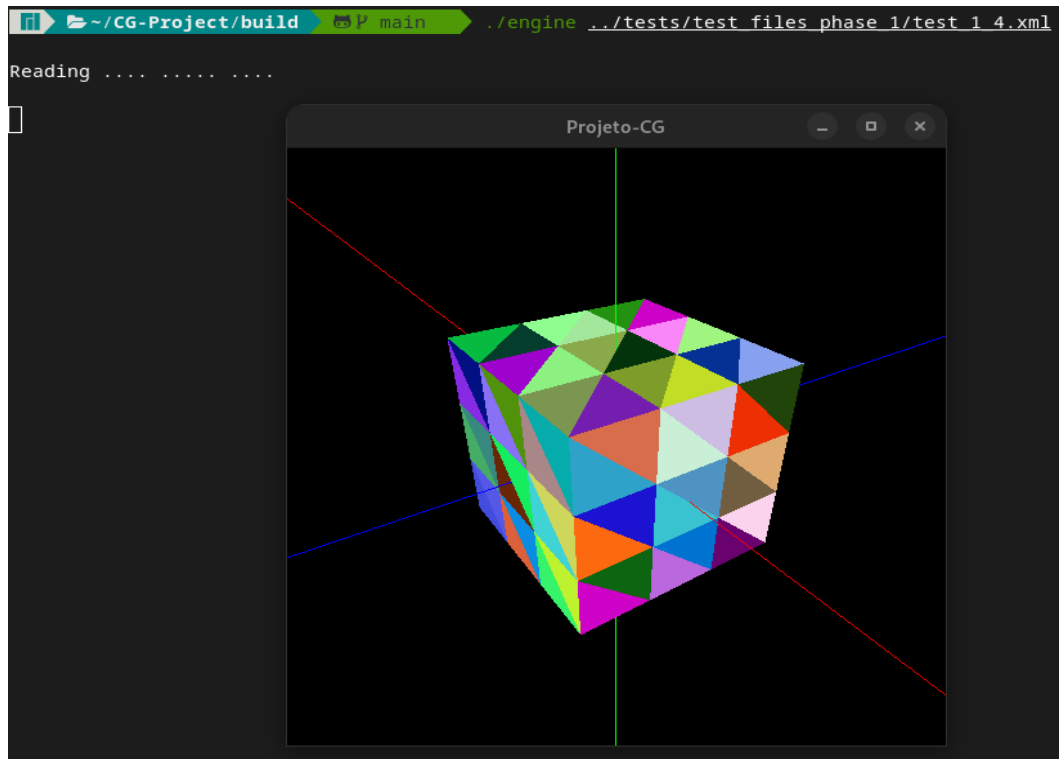 ~/CG-Project/build main ./engine ../tests/test_files_phase_1/test_1_4.xml
Reading .... ..... ....
Projeto-CG